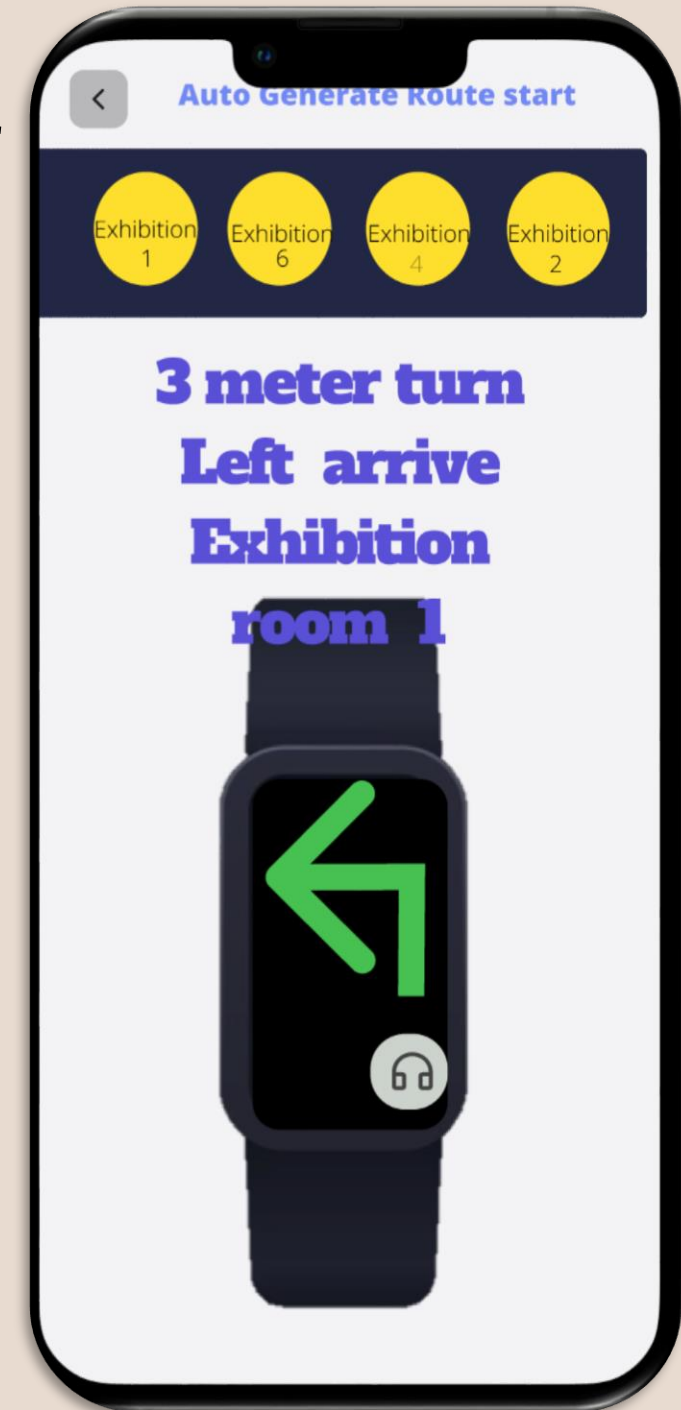 Auto Generate Route start
Exhibition
1
Exhibition
6
Exhibition
4
Exhibition
2
3 meter turn
Left arrive
Exhibition
room 1